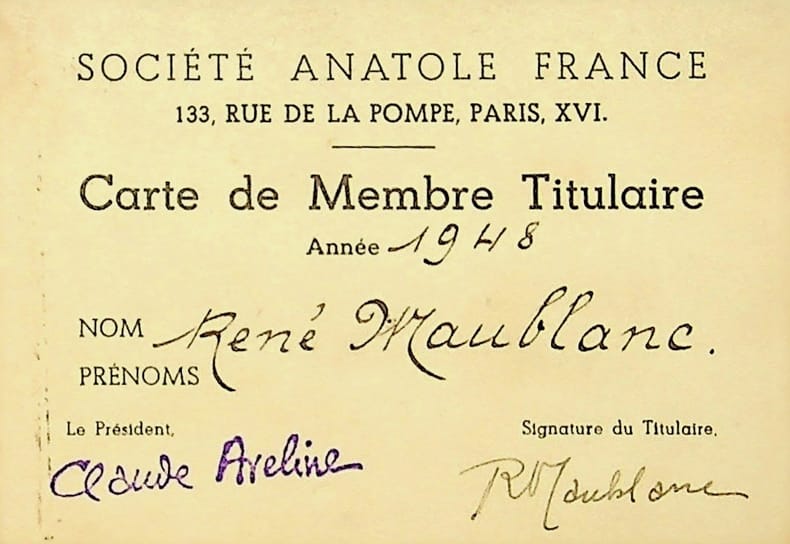 SOCIÉTÉ ANATOLE FRANCE
133, RUE DE LA POMPE, PARIS, XVI.
Carte de Membre Titulaire
Année 1948
NOM René Maublanc.
PRÉNOMS
Le Président, Signature du Titulaire,
Claude Aveline RMaublanc